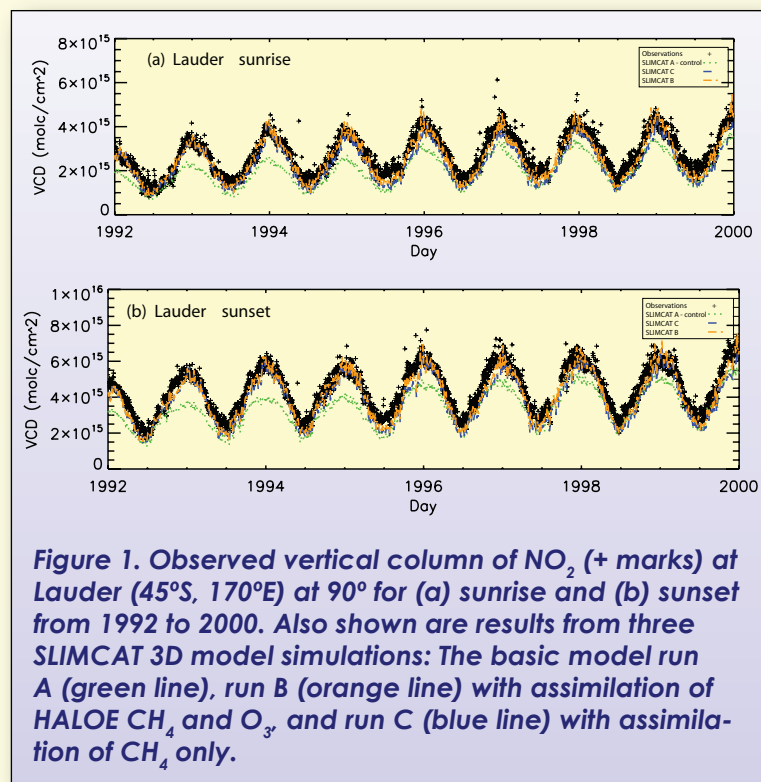 8×10¹⁵
(a) Lauder sunrise
Observations
SLIMCAT A - control
SLIMCAT C
SLIMCAT B
6×10¹⁵
4×10¹⁵
2×10¹⁵
0
VCD (molc/cm^2)
1992 1994 1996 1998 2000
Day
1×10¹⁶
(b) Lauder sunset
Observations
SLIMCAT A - control
SLIMCAT C
SLIMCAT B
8×10¹⁵
6×10¹⁵
4×10¹⁵
2×10¹⁵
0
VCD (molc/cm^2)
1992 1994 1996 1998 2000
Day
Figure 1. Observed vertical column of NO₂ (+ marks) at
Lauder (45ºS, 170ºE) at 90º for (a) sunrise and (b) sunset
from 1992 to 2000. Also shown are results from three
SLIMCAT 3D model simulations: The basic model run
A (green line), run B (orange line) with assimilation of
HALOE CH₄ and O₃, and run C (blue line) with assimila-
tion of CH₄ only.